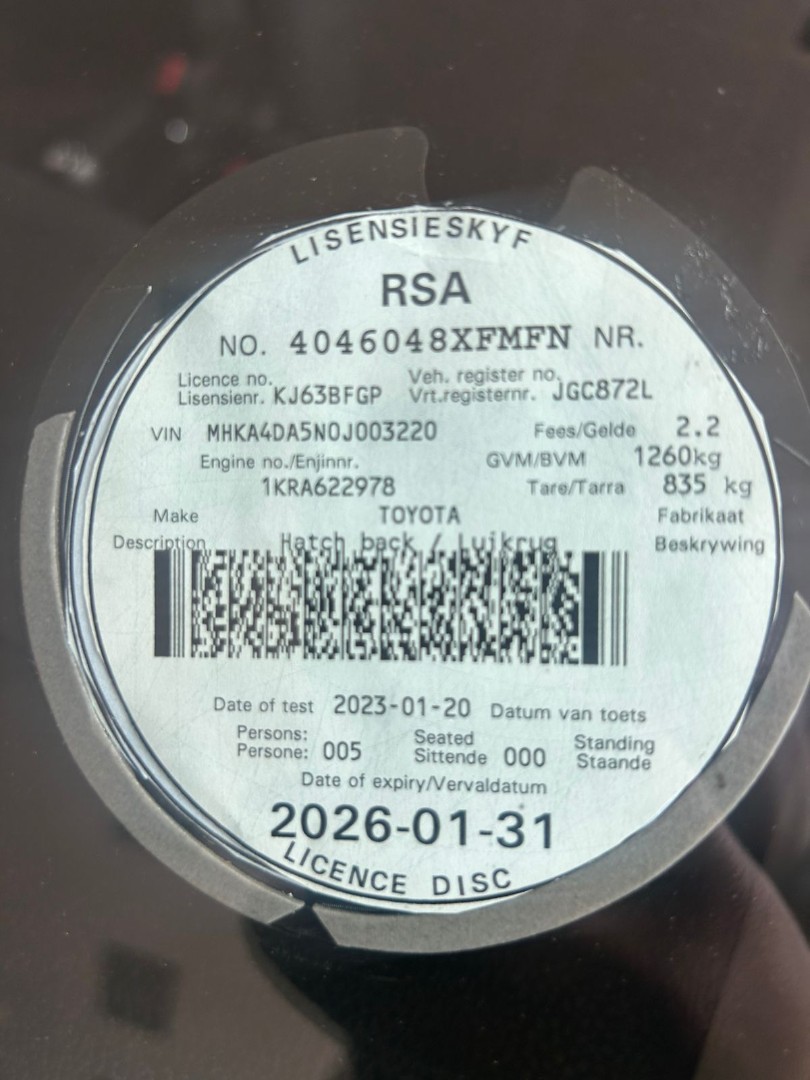 LISENSIESKYF
RSA
NO. 4046048XFMFN NR.
Licence no. Veh. register no.
Lisensienr. KJ63BFGP Vrt.registernr. JGC872L
VIN MHKA4DA5N0J003220 Fees/Gelde 2.2
Engine no./Enjinnr. GVM/BVM 1260kg
1KRA622978 Tare/Tarra 835 kg
Make TOYOTA Fabrikaat
Description Hatch back / Luikrug Beskrywing
Date of test 2023-01-20 Datum van toets
Persons: Seated Standing
Persone: 005 Sittende 000 Staande
Date of expiry/Vervaldatum
2026-01-31
LICENCE DISC